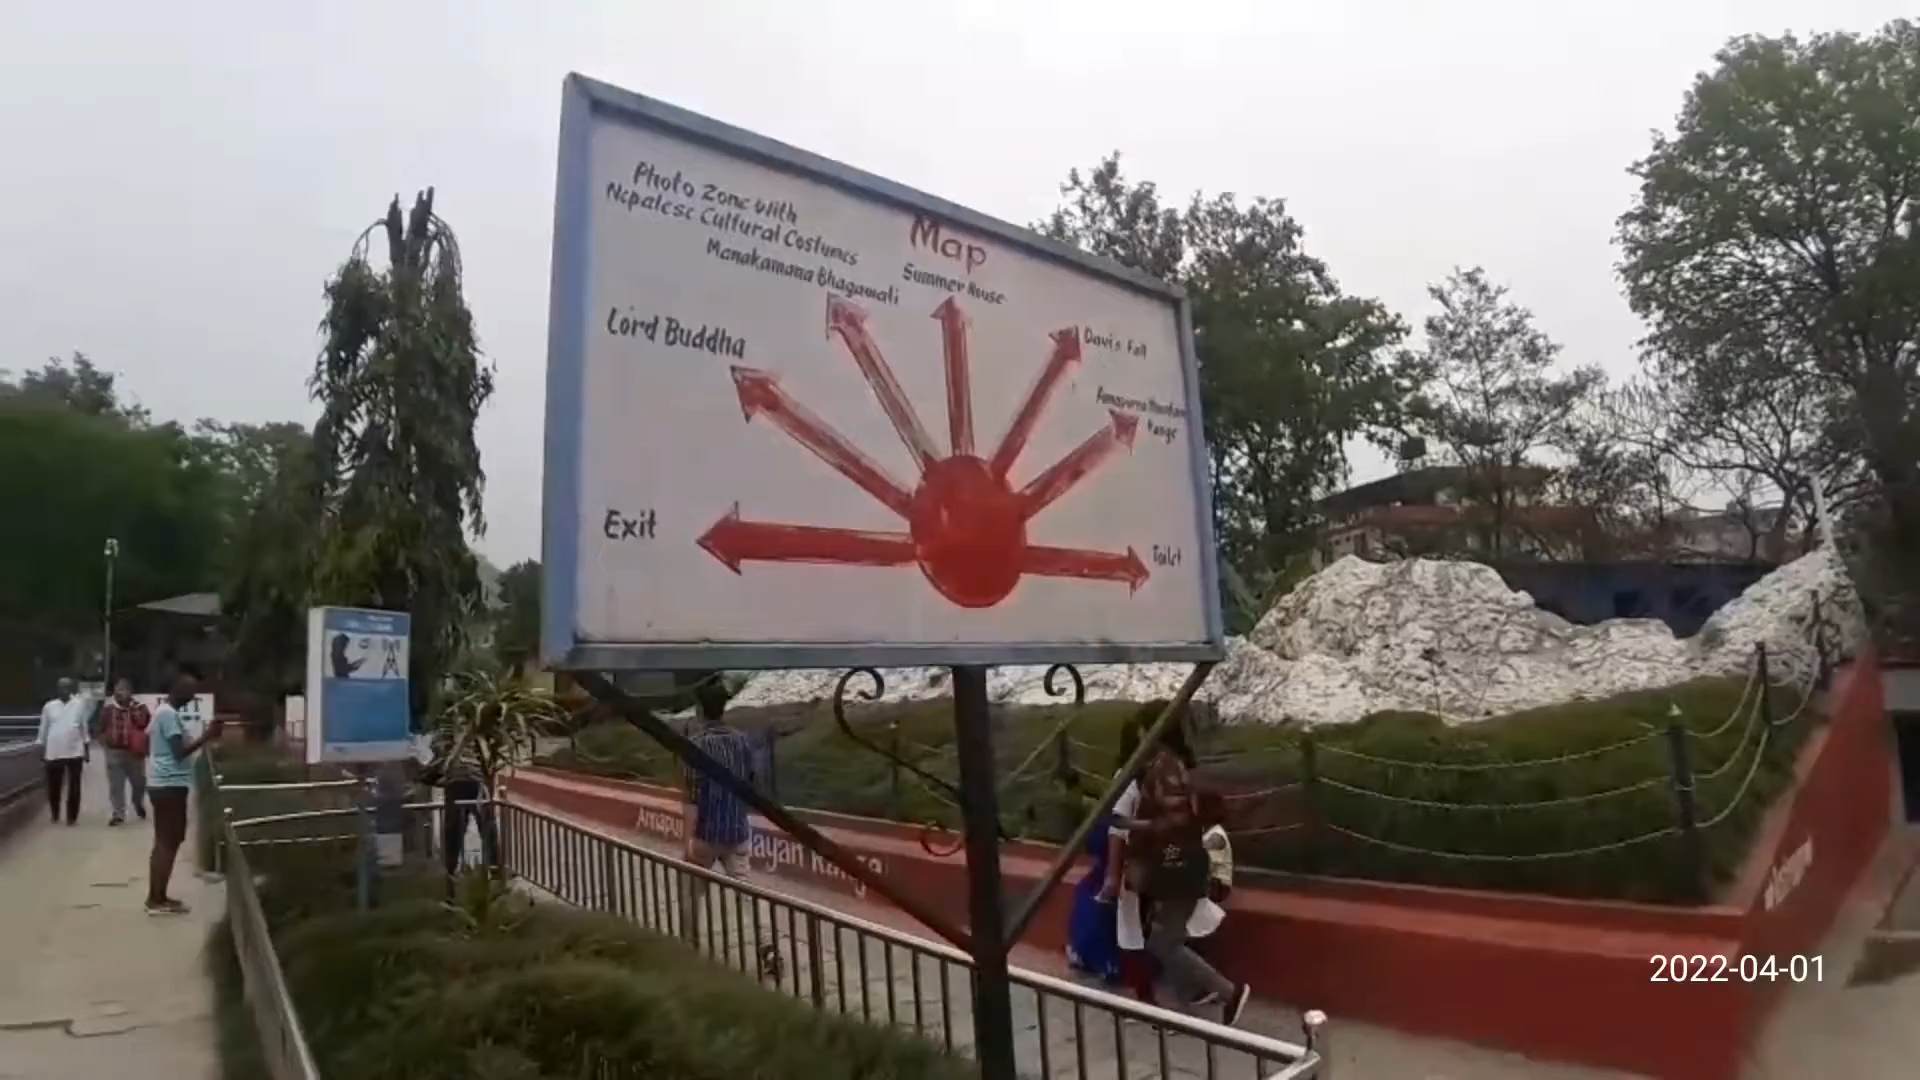 Map
Photo Zone With
Nepalese Cultural Costumes
Manakamana Bhagawati
Summer House
Lord Buddha
Davi's Fall
Range
Exit
Toilet
2022-04-01